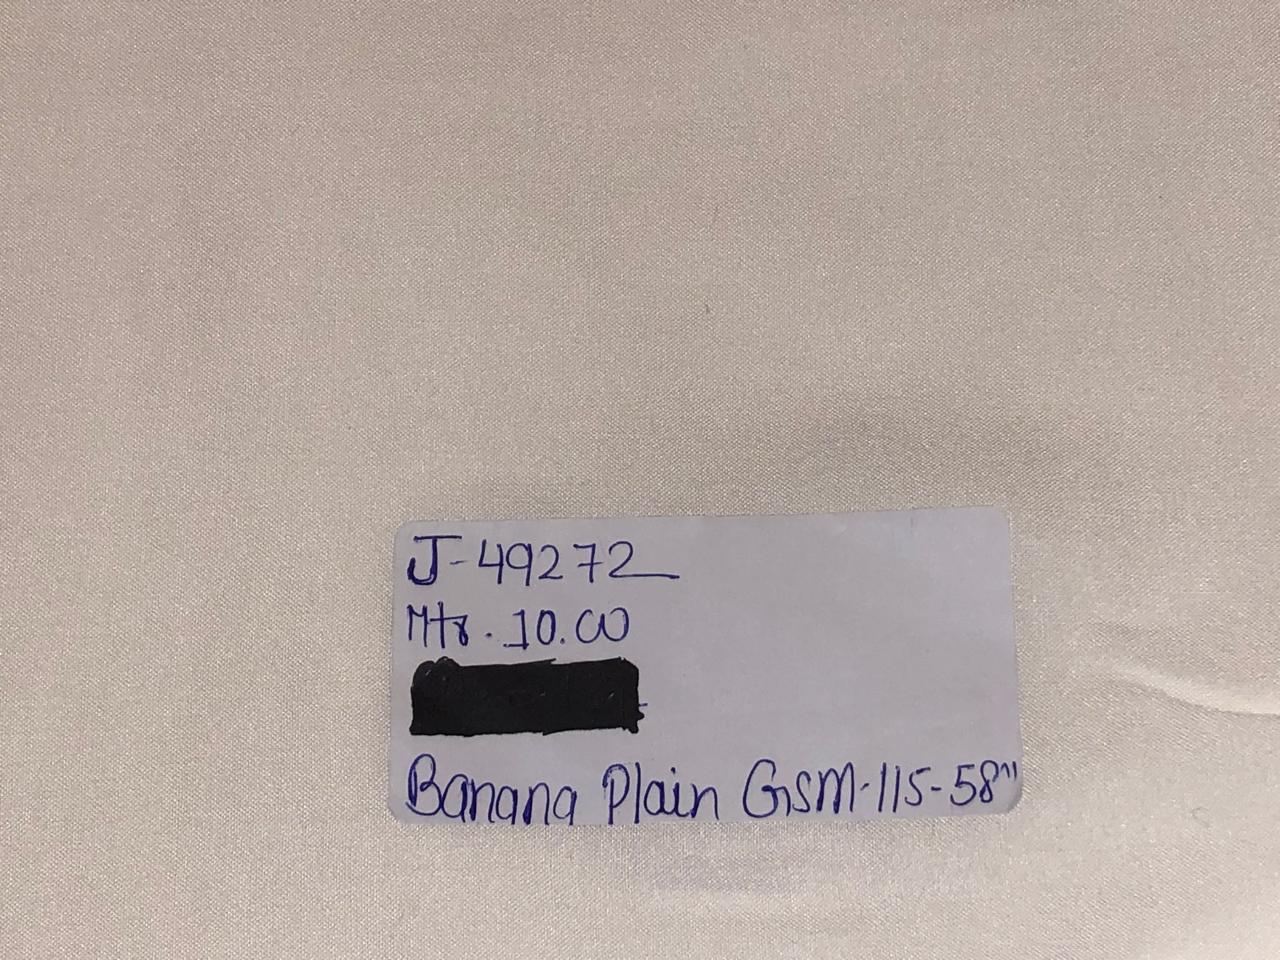 J-49272
Mtr. 10.00
Banana Plain GSM-115-58"